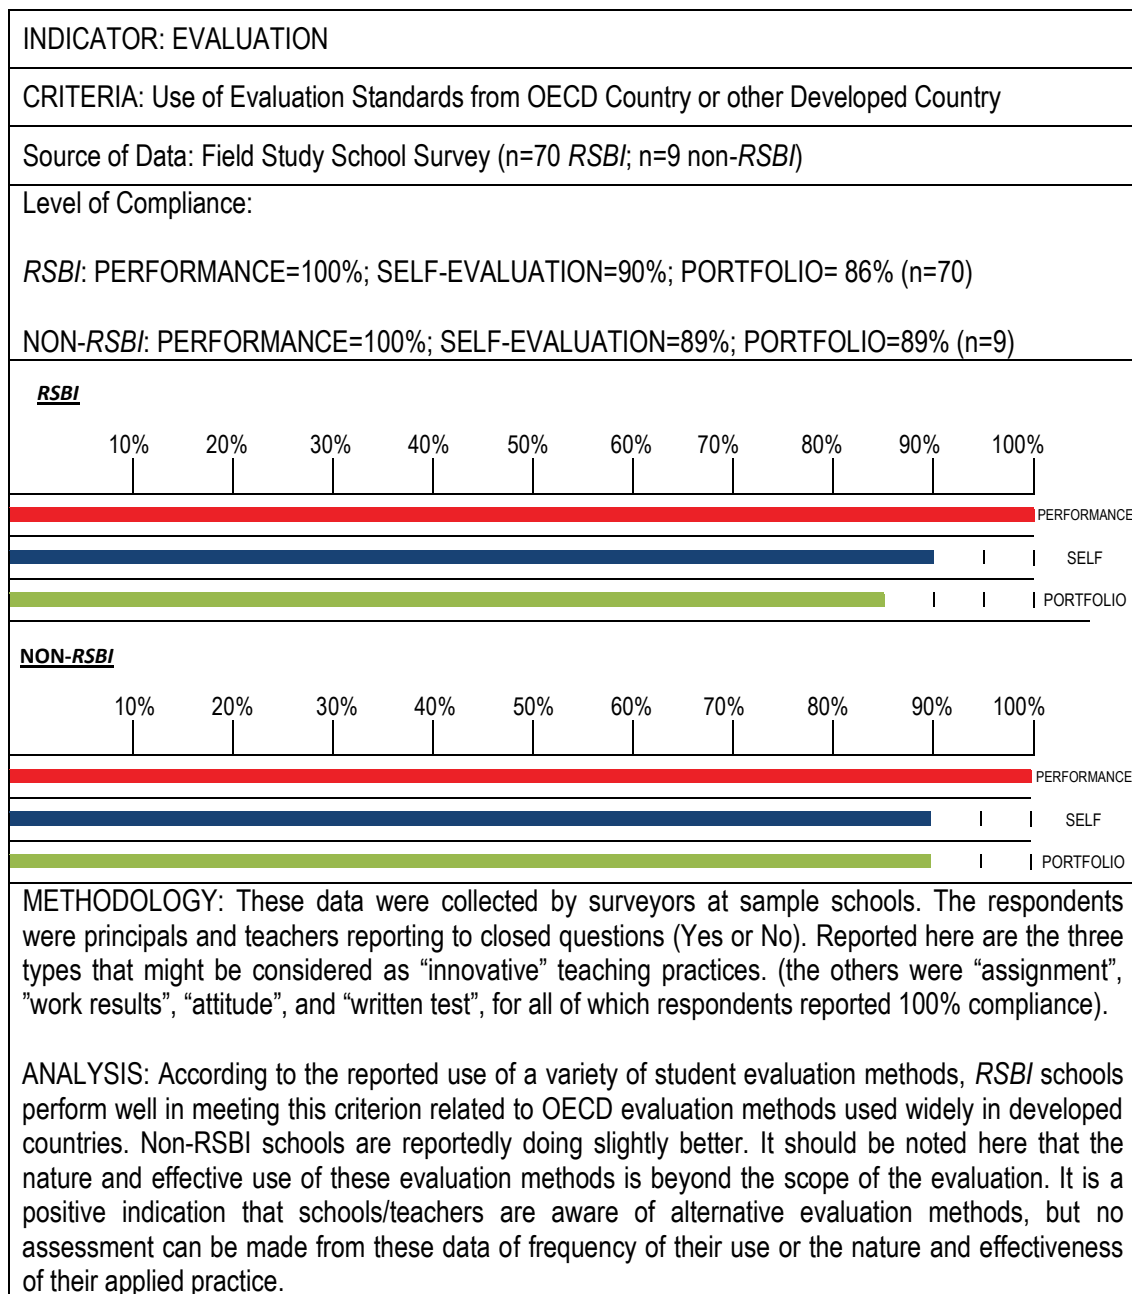 INDICATOR: EVALUATION
CRITERIA: Use of Evaluation Standards from OECD Country or other Developed Country
Source of Data: Field Study School Survey (n=70 RSBI; n=9 non-RSBI)
Level of Compliance:
RSBI: PERFORMANCE=100%; SELF-EVALUATION=90%; PORTFOLIO= 86% (n=70)
NON-RSBI: PERFORMANCE=100%; SELF-EVALUATION=89%; PORTFOLIO=89% (n=9)
RSBI
10% 20% 30% 40% 50% 60% 70% 80% 90% 100%
PERFORMANCE
SELF
PORTFOLIO
NON-RSBI
10% 20% 30% 40% 50% 60% 70% 80% 90% 100%
PERFORMANCE
SELF
PORTFOLIO
METHODOLOGY: These data were collected by surveyors at sample schools. The respondents
were principals and teachers reporting to closed questions (Yes or No). Reported here are the three
types that might be considered as “innovative” teaching practices. (the others were “assignment”,
”work results”, “attitude”, and “written test”, for all of which respondents reported 100% compliance).
ANALYSIS: According to the reported use of a variety of student evaluation methods, RSBI schools
perform well in meeting this criterion related to OECD evaluation methods used widely in developed
countries. Non-RSBI schools are reportedly doing slightly better. It should be noted here that the
nature and effective use of these evaluation methods is beyond the scope of the evaluation. It is a
positive indication that schools/teachers are aware of alternative evaluation methods, but no
assessment can be made from these data of frequency of their use or the nature and effectiveness
of their applied practice.